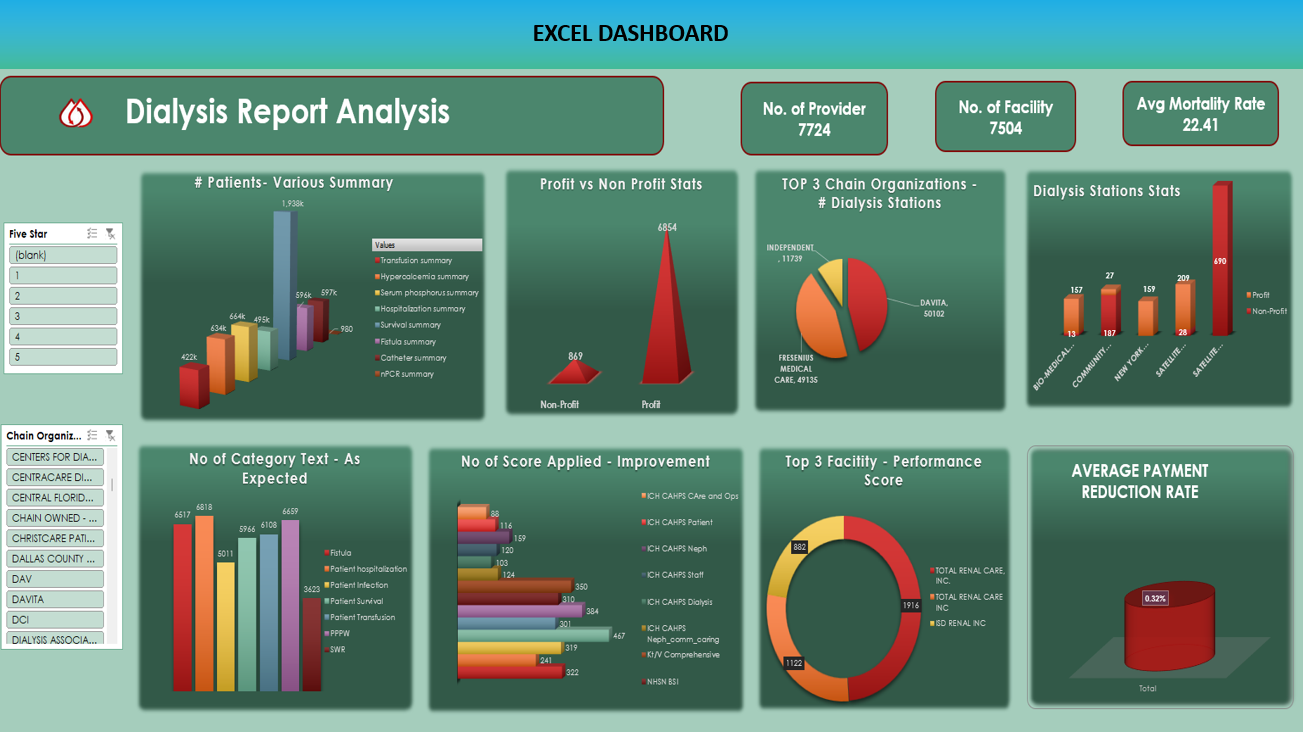 EXCEL DASHBOARD
Dialysis Report Analysis
No. of Provider
7724
No. of Facility
7504
Avg Mortality Rate
22.41
Five Star
(blank)
1
2
3
4
5
Chain Organiz...
CENTERS FOR DIA...
CENTRACARE DI...
CENTRAL FLORID...
CHAIN OWNED - ...
CHRISTCARE PATI...
DALLAS COUNTY ...
DAV
DAVITA
DCI
DIALYSIS ASSOCIA...
# Patients- Various Summary
422k
634k
664k
495k
1,938k
596k
597k
980
Values
Transfusion summary
Hypercalcemia summary
Serum phosphorus summary
Hospitalization summary
Survival summary
Fistula summary
Catheter summary
nPCR summary
Profit vs Non Profit Stats
869
6854
Non-Profit
Profit
TOP 3 Chain Organizations -
# Dialysis Stations
INDEPENDENT
, 11739
DAVITA,
50102
FRESENIUS
MEDICAL
CARE, 49135
Dialysis Stations Stats
157
13
27
187
159
209
28
690
BIO-MEDICAL...
COMMUNITY...
NEW YORK...
SATELLITE...
SATELLITE...
Profit
Non-Profit
No of Category Text - As
Expected
6517
6818
5011
5966
6108
6659
3623
Fistula
Patient hospitalization
Patient Infection
Patient Survival
Patient Transfusion
PPPW
SWR
No of Score Applied - Improvement
88
116
159
120
103
124
350
310
384
301
467
319
241
322
ICH CAHPS CAre and Ops
ICH CAHPS Patient
ICH CAHPS Neph
ICH CAHPS Staff
ICH CAHPS Dialysis
ICH CAHPS
Neph_comm_caring
Kt/V Comprehensive
NHSN BSI
Top 3 Facitity - Performance
Score
882
1916
1122
TOTAL RENAL CARE,
INC.
TOTAL RENAL CARE
INC
ISD RENAL INC
AVERAGE PAYMENT
REDUCTION RATE
0.32%
Total